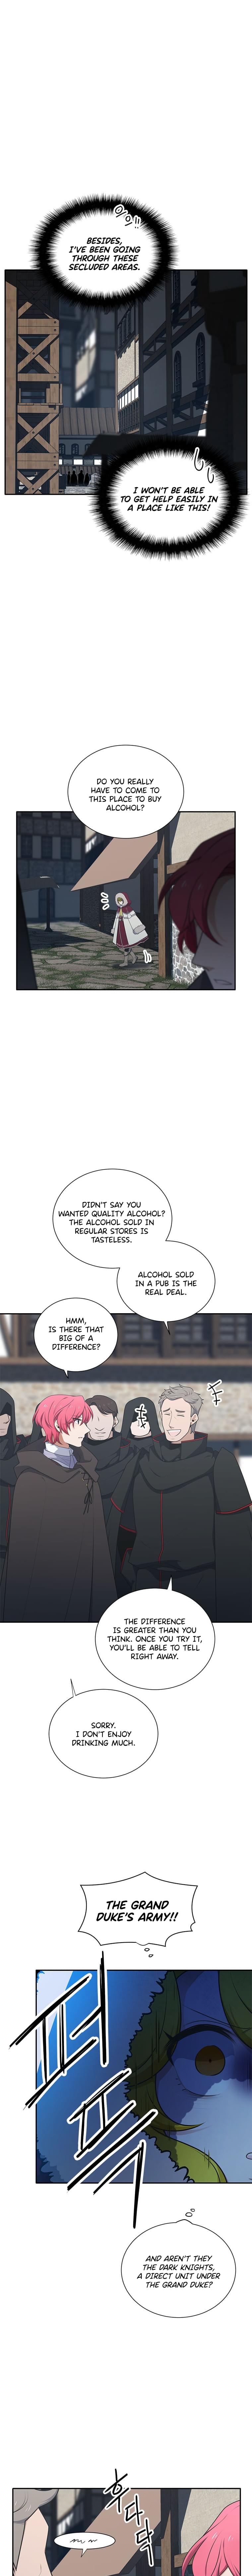 으으!!
BESIDES,
I'VE BEEN GOING
THROUGH THESE
SECLUDED AREAS.
I WON'T BE ABLE
TO GET HELP EASILY IN
A PLACE LIKE THIS!
DO YOU REALLY
HAVE TO COME TO
THIS PLACE TO BUY
ALCOHOL?
DIDN'T SAY YOU
WANTED QUALITY ALCOHOL?
THE ALCOHOL SOLD IN
REGULAR STORES IS
TASTELESS.
ALCOHOL SOLD
IN A PUB IS THE
REAL DEAL.
HMM,
IS THERE THAT
BIG OF A
DIFFERENCE?
THE DIFFERENCE
IS GREATER THAN YOU
THINK. ONCE YOU TRY IT,
YOU'LL BE ABLE TO TELL
RIGHT AWAY.
SORRY.
I DON'T ENJOY
DRINKING MUCH.
THE GRAND
DUKE'S ARMY!!
AND AREN'T THEY
THE DARK KNIGHTS,
A DIRECT UNIT UNDER
THE GRAND DUKE?